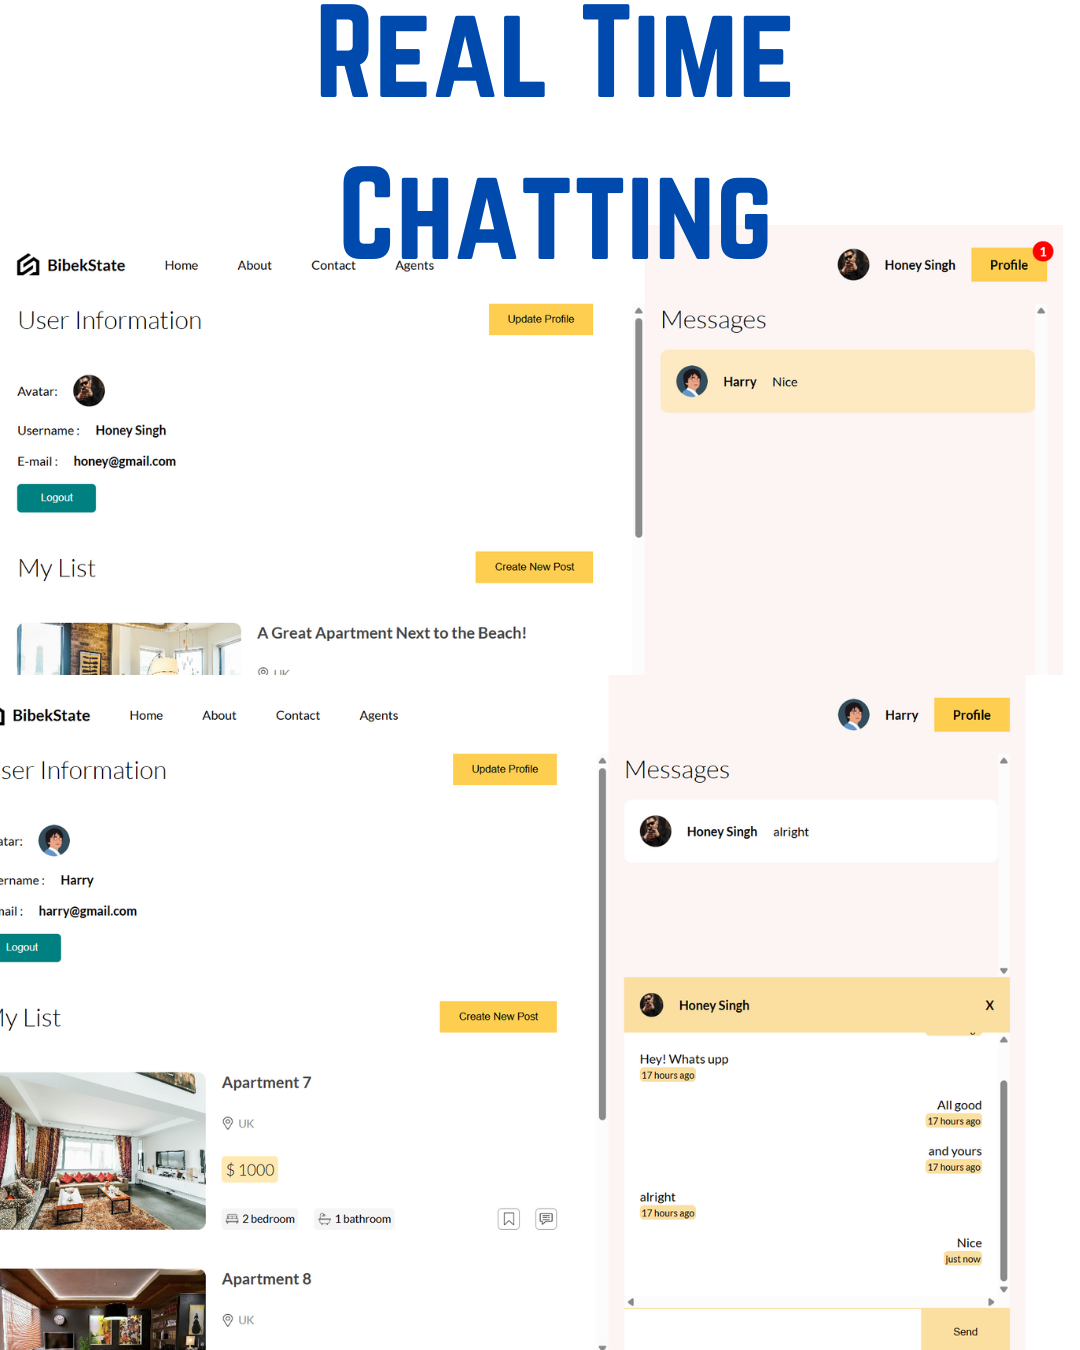 REAL TIME
CHATTING
BibekState Home About Contact Agents
Honey Singh Profile 1
User Information Update Profile
Avatar:
Username : Honey Singh
E-mail : honey@gmail.com
Logout
My List Create New Post
A Great Apartment Next to the Beach!
UK
Messages
Harry Nice
BibekState Home About Contact Agents
Harry Profile
ser Information Update Profile
atar:
ername : Harry
mail : harry@gmail.com
Logout
My List Create New Post
Apartment 7
UK
$ 1000
2 bedroom 1 bathroom
Apartment 8
UK
Messages
Honey Singh alright
Honey Singh X
Hey! Whats upp
17 hours ago
All good
17 hours ago
and yours
17 hours ago
alright
17 hours ago
Nice
just now
Send